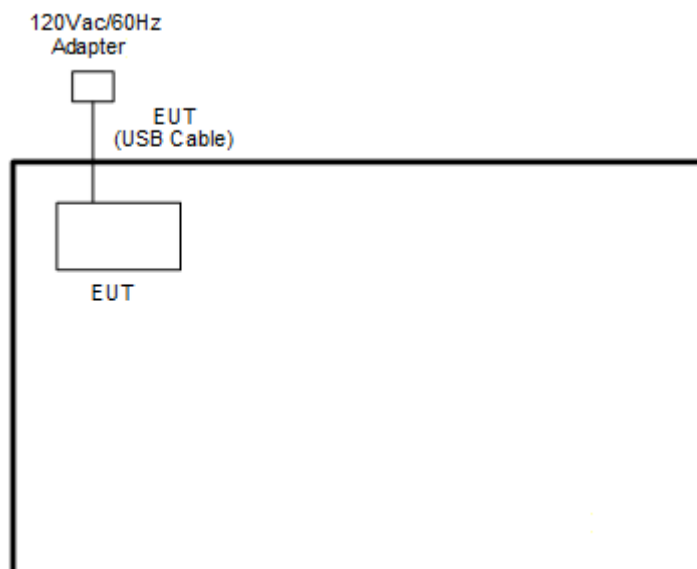 120Vac/60Hz
Adapter
EUT
(USB Cable)
EUT